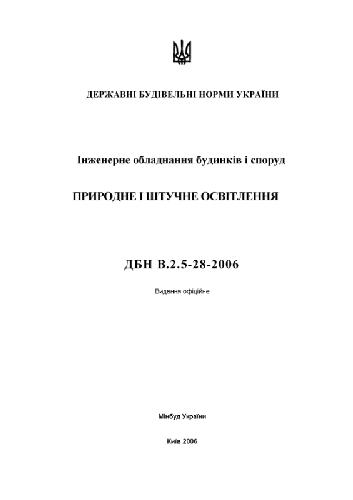 ДЕРЖАВНІ БУДІВЕЛЬНІ НОРМИ УКРАЇНИ
Інженерне обладнання будинків і споруд
ПРИРОДНЕ І ШТУЧНЕ ОСВІТЛЕННЯ
ДБН В.2.5-28-2006
Видання офіційне
Мінбуд України
Київ 2006